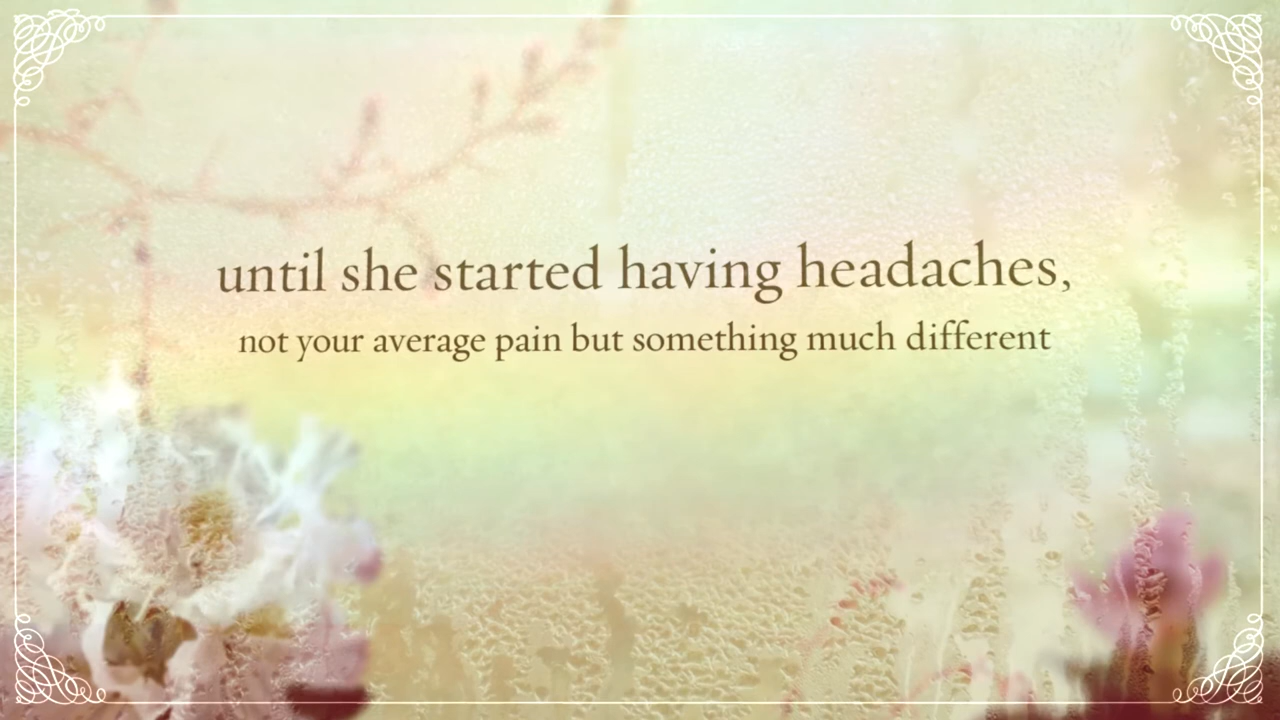 until she started having headaches,
not your average pain but something much different